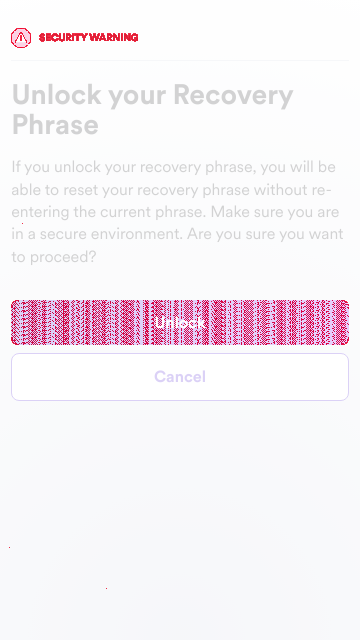 SECURITY WARNING
Unlock your Recovery
Phrase
If you unlock your recovery phrase, you will be
able to reset your recovery phrase without re-
entering the current phrase. Make sure you are
in a secure environment. Are you sure you want
to proceed?
Unlock
Cancel